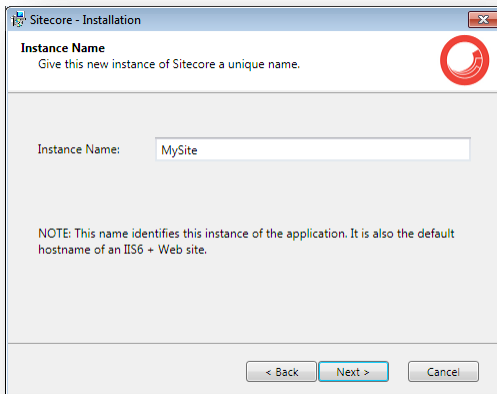 Sitecore - Installation
Instance Name
Give this new instance of Sitecore a unique name.
Instance Name: MySite
NOTE: This name identifies this instance of the application. It is also the default
hostname of an IIS6 + Web site.
< Back Next > Cancel